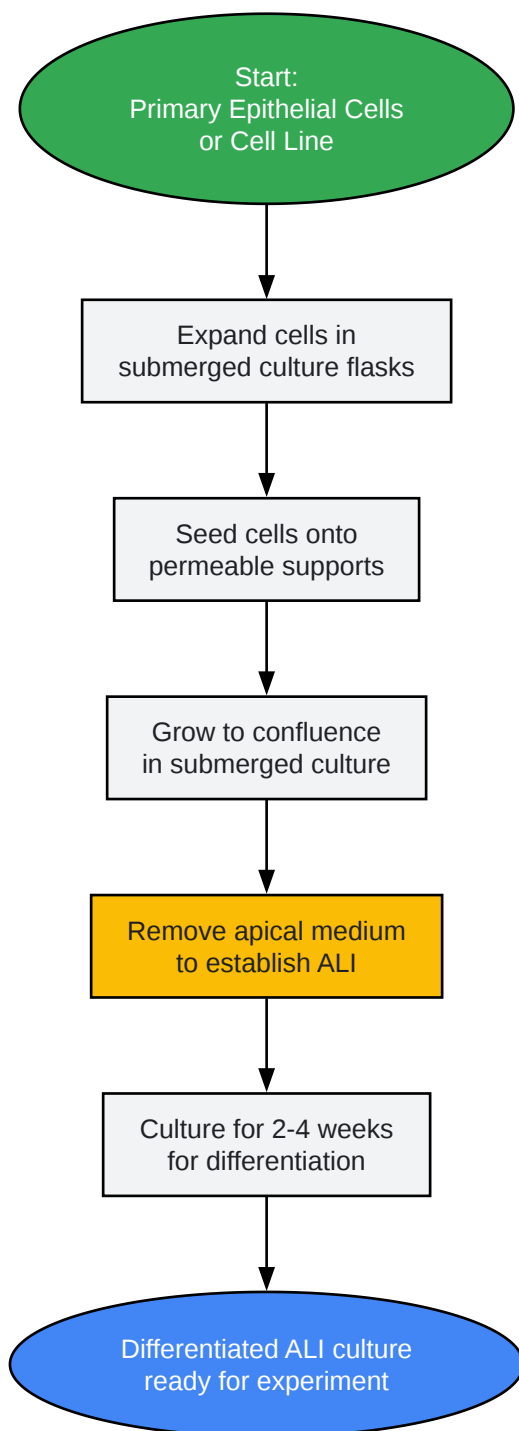 Start:
Primary Epithelial Cells
or Cell Line
Expand cells in
submerged culture flasks
Seed cells onto
permeable supports
Grow to confluence
in submerged culture
Remove apical medium
to establish ALI
Culture for 2-4 weeks
for differentiation
Differentiated ALI culture
ready for experiment